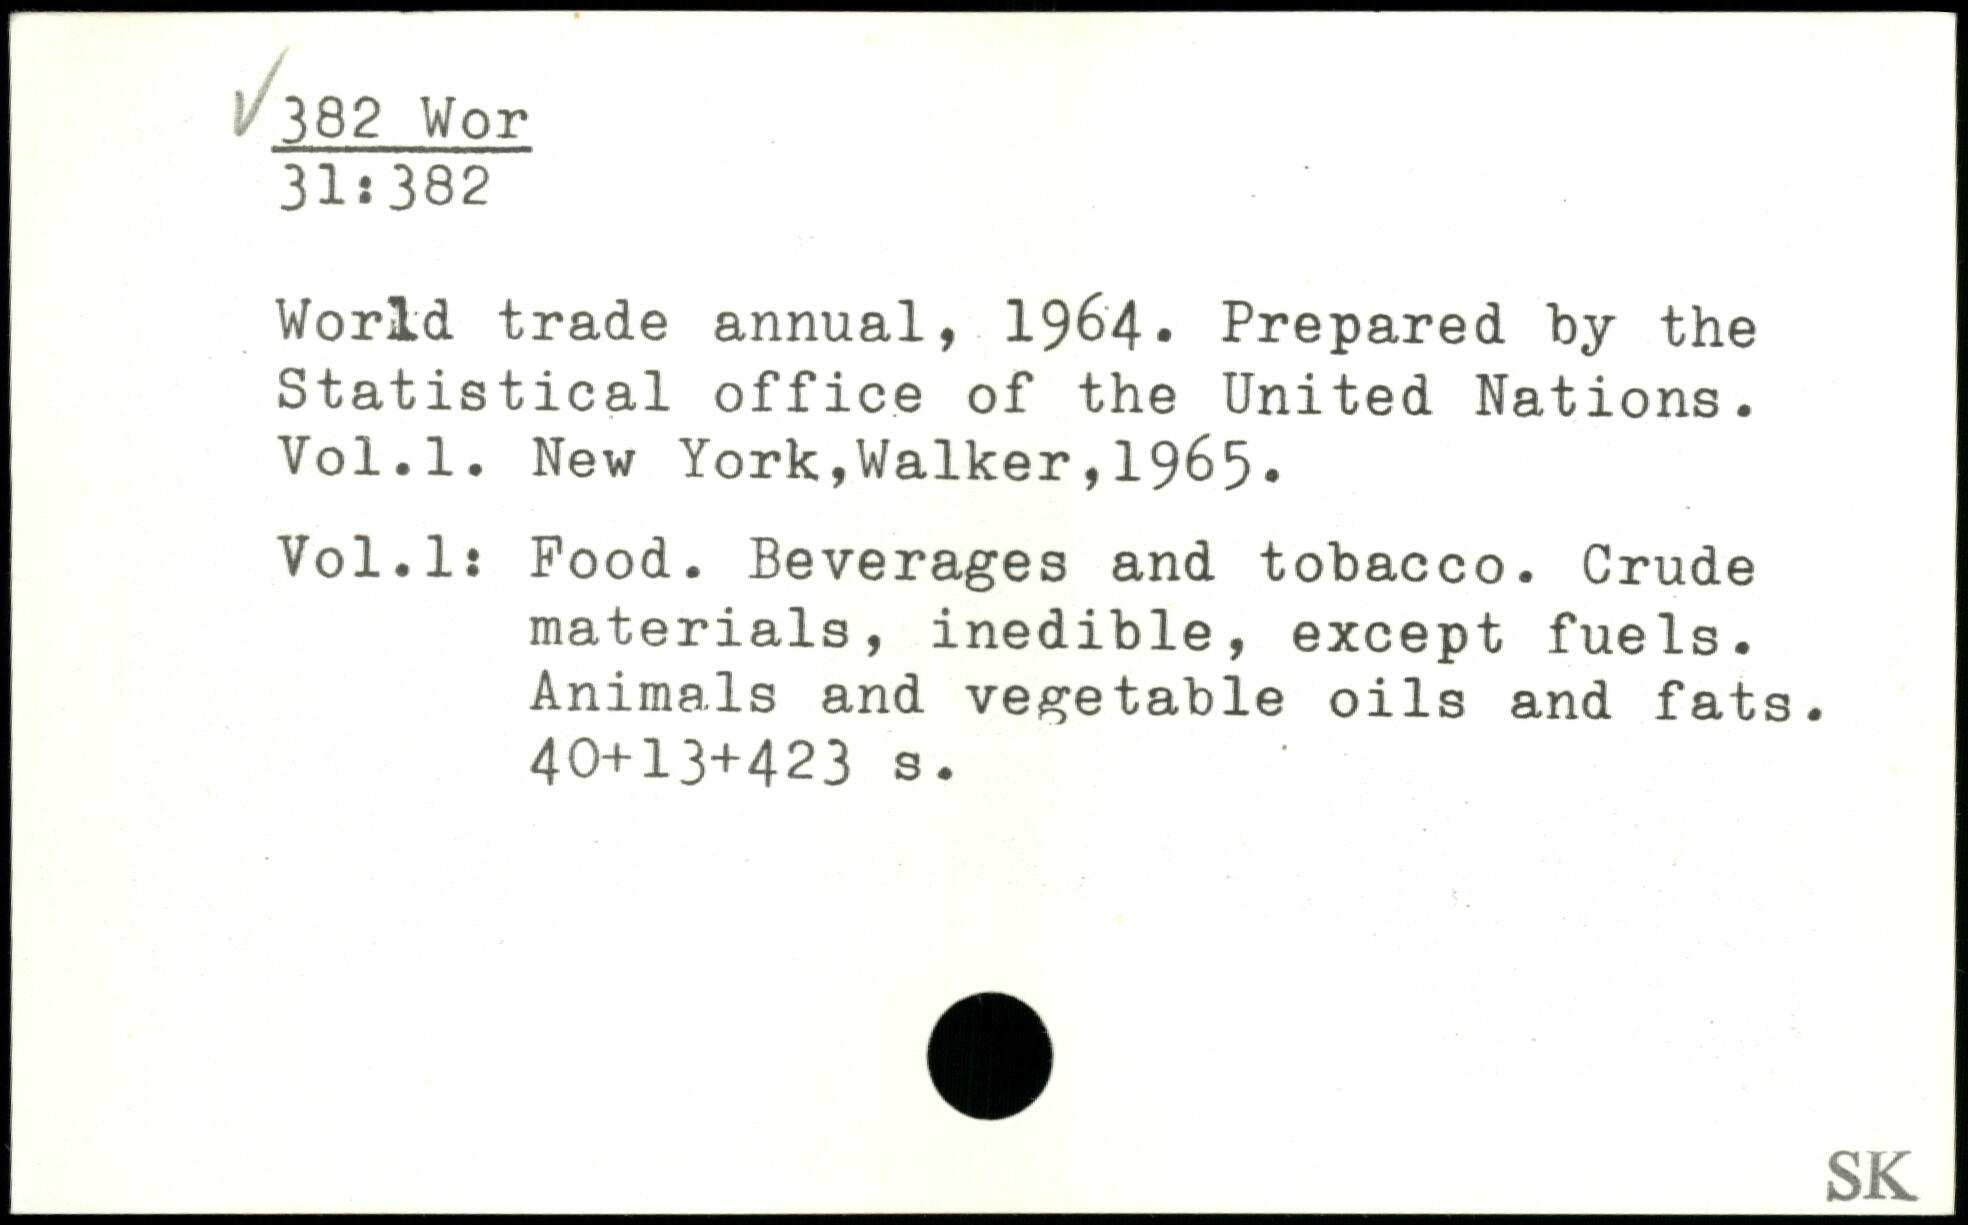 382 Wor
31:382
World trade annual, 1964. Prepared by the
Statistical office of the United Nations.
Vol.1. New York,Walker,1965.
Vol.1: Food. Beverages and tobacco. Crude
materials, inedible, except fuels.
Animals and vegetable oils and fats.
40+13+423 s.
SK